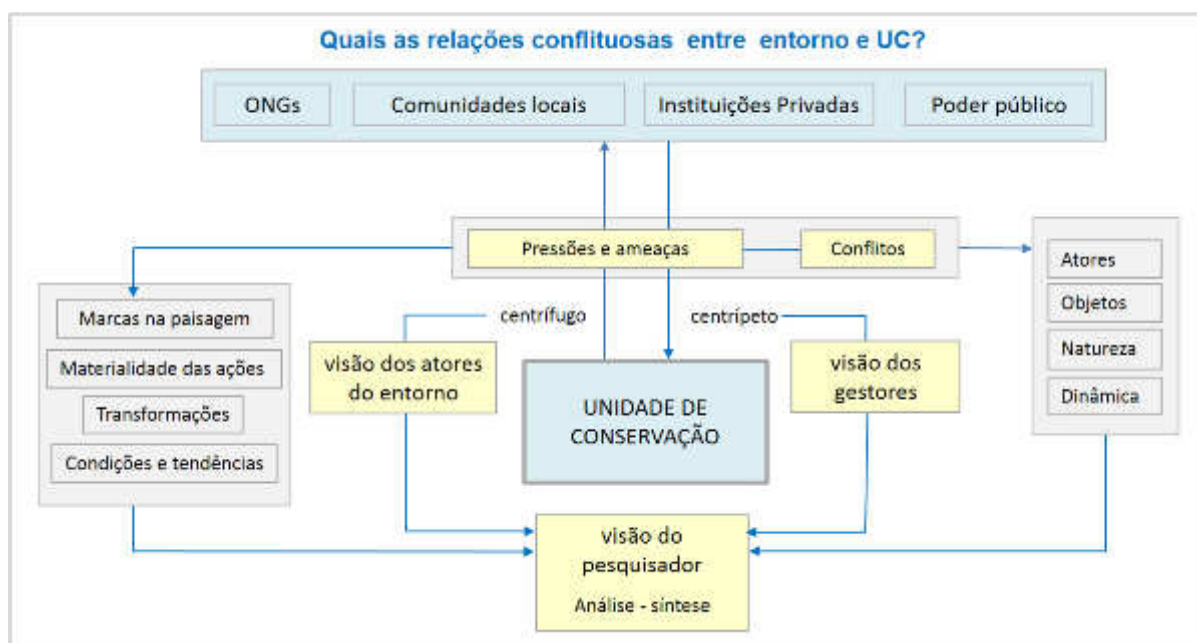 Quais as relações conflituosas entre entorno e UC?
ONGs
Comunidades locais
Instituições Privadas
Poder público
Pressões e ameaças
Conflitos
Marcas na paisagem
Materialidade das ações
Transformações
Condições e tendências
centrífugo
centrípeto
visão dos atores
do entorno
visão dos
gestores
UNIDADE DE
CONSERVAÇÃO
Atores
Objetos
Natureza
Dinâmica
visão do
pesquisador
Análise - síntese